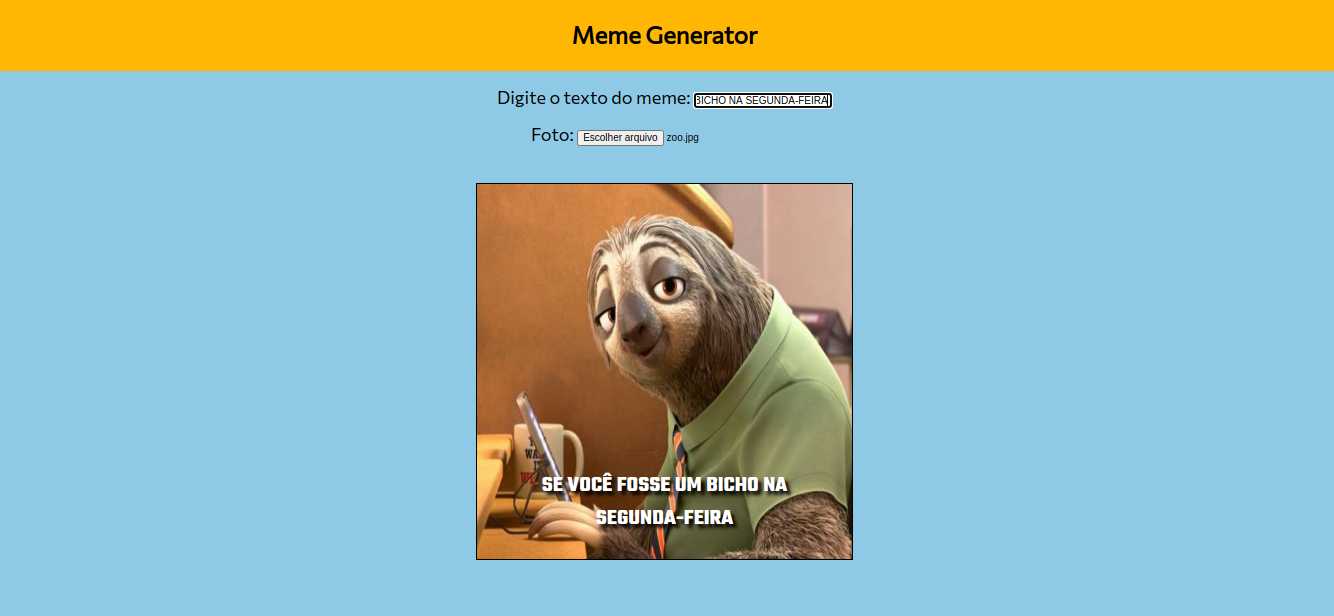 Meme Generator
Digite o texto do meme: BICHO NA SEGUNDA-FEIRA
Foto: Escolher arquivo zoo.jpg
WA
SE VOCÊ FOSSE UM BICHO NA
SEGUNDA-FEIRA